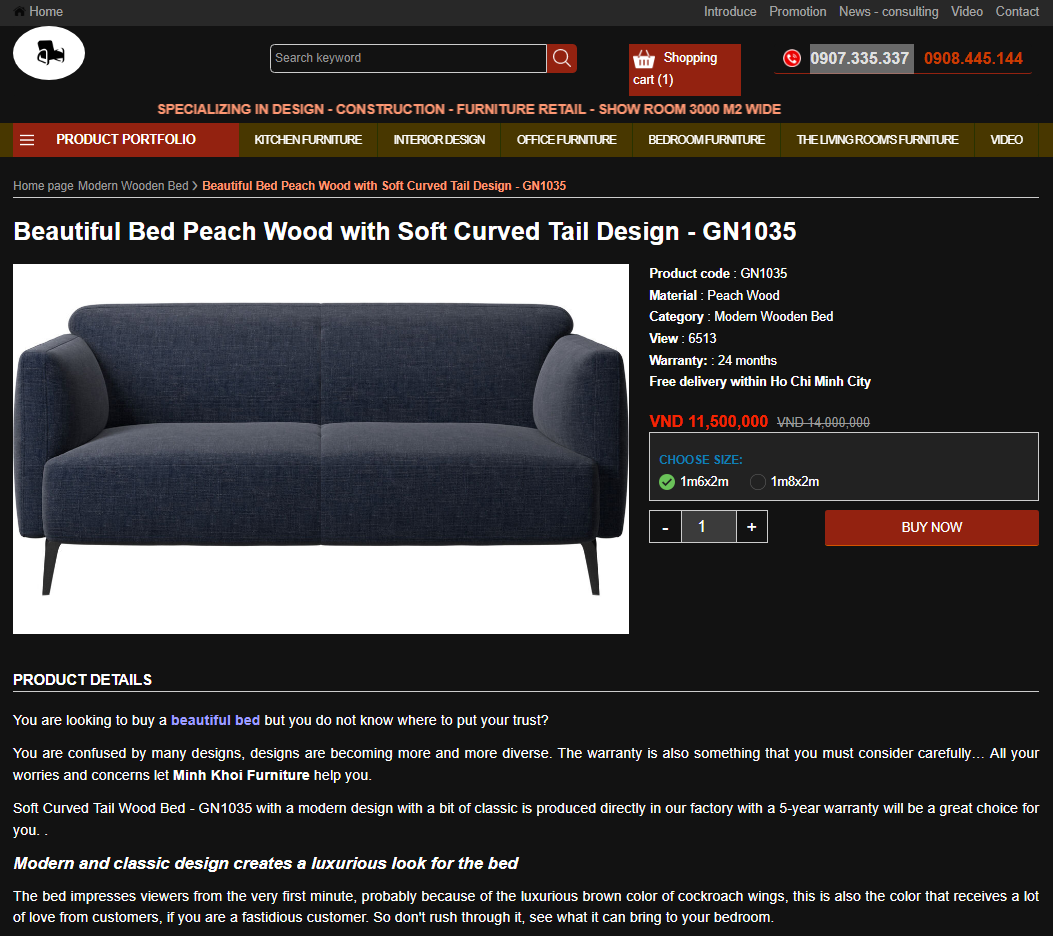 Home Introduce Promotion News - consulting Video Contact
Search keyword
Shopping
cart (1)
0907.335.337 0908.445.144
SPECIALIZING IN DESIGN - CONSTRUCTION - FURNITURE RETAIL - SHOW ROOM 3000 M2 WIDE
PRODUCT PORTFOLIO KITCHEN FURNITURE INTERIOR DESIGN OFFICE FURNITURE BEDROOM FURNITURE THE LIVING ROOM'S FURNITURE VIDEO
Home page Modern Wooden Bed > Beautiful Bed Peach Wood with Soft Curved Tail Design - GN1035
Beautiful Bed Peach Wood with Soft Curved Tail Design - GN1035
Product code : GN1035
Material : Peach Wood
Category : Modern Wooden Bed
View : 6513
Warranty: : 24 months
Free delivery within Ho Chi Minh City
VND 11,500,000 VND 14,000,000
CHOOSE SIZE:
1m6x2m 1m8x2m
- 1 + BUY NOW
PRODUCT DETAILS
You are looking to buy a beautiful bed but you do not know where to put your trust?
You are confused by many designs, designs are becoming more and more diverse. The warranty is also something that you must consider carefully… All your
worries and concerns let Minh Khoi Furniture help you.
Soft Curved Tail Wood Bed - GN1035 with a modern design with a bit of classic is produced directly in our factory with a 5-year warranty will be a great choice for
you. .
Modern and classic design creates a luxurious look for the bed
The bed impresses viewers from the very first minute, probably because of the luxurious brown color of cockroach wings, this is also the color that receives a lot
of love from customers, if you are a fastidious customer. So don't rush through it, see what it can bring to your bedroom.